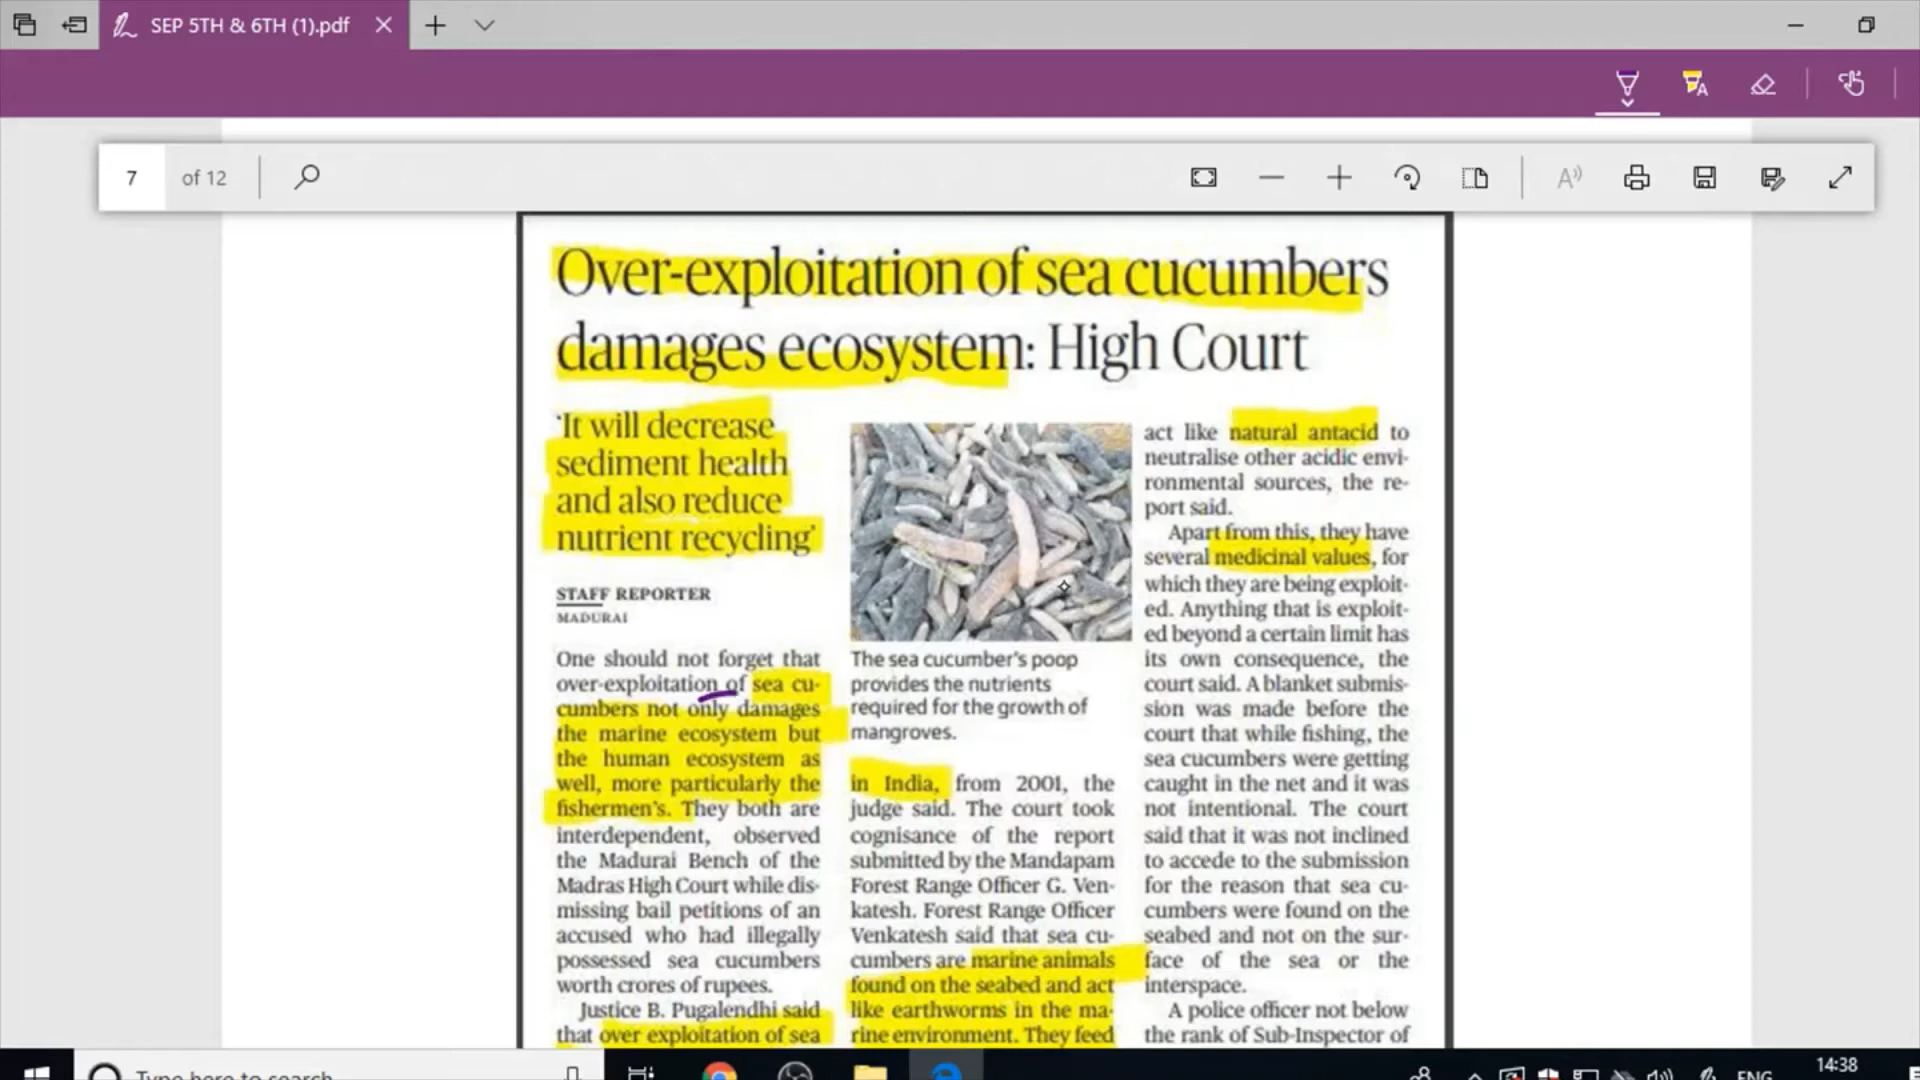 SEP 5TH & 6TH (1).pdf
7
of 12
Over-exploitation of sea cucumbers
damages ecosystem: High Court
'It will decrease
sediment health
and also reduce
nutrient recycling'
STAFF REPORTER
MADURAI
One should not forget that
over-exploitation of sea cu-
cumbers not only damages
the marine ecosystem but
the human ecosystem as
well, more particularly the
fishermen's. They both are
interdependent, observed
the Madurai Bench of the
Madras High Court while dis-
missing bail petitions of an
accused who had illegally
possessed sea cucumbers
worth crores of rupees.
Justice B. Pugalendhi said
that over exploitation of sea
The sea cucumber's poop
provides the nutrients
required for the growth of
mangroves.
in India, from 2001, the
judge said. The court took
cognisance of the report
submitted by the Mandapam
Forest Range Officer G. Ven-
katesh. Forest Range Officer
Venkatesh said that sea cu-
cumbers are marine animals
found on the seabed and act
like earthworms in the ma-
rine environment. They feed
act like natural antacid to
neutralise other acidic envi-
ronmental sources, the re-
port said.
Apart from this, they have
several medicinal values, for
which they are being exploit-
ed. Anything that is exploit-
ed beyond a certain limit has
its own consequence, the
court said. A blanket submis-
sion was made before the
court that while fishing, the
sea cucumbers were getting
caught in the net and it was
not intentional. The court
said that it was not inclined
to accede to the submission
for the reason that sea cu-
cumbers were found on the
seabed and not on the sur-
face of the sea or the
interspace.
A police officer not below
the rank of Sub-Inspector of
Type here to search
ENG
14:38